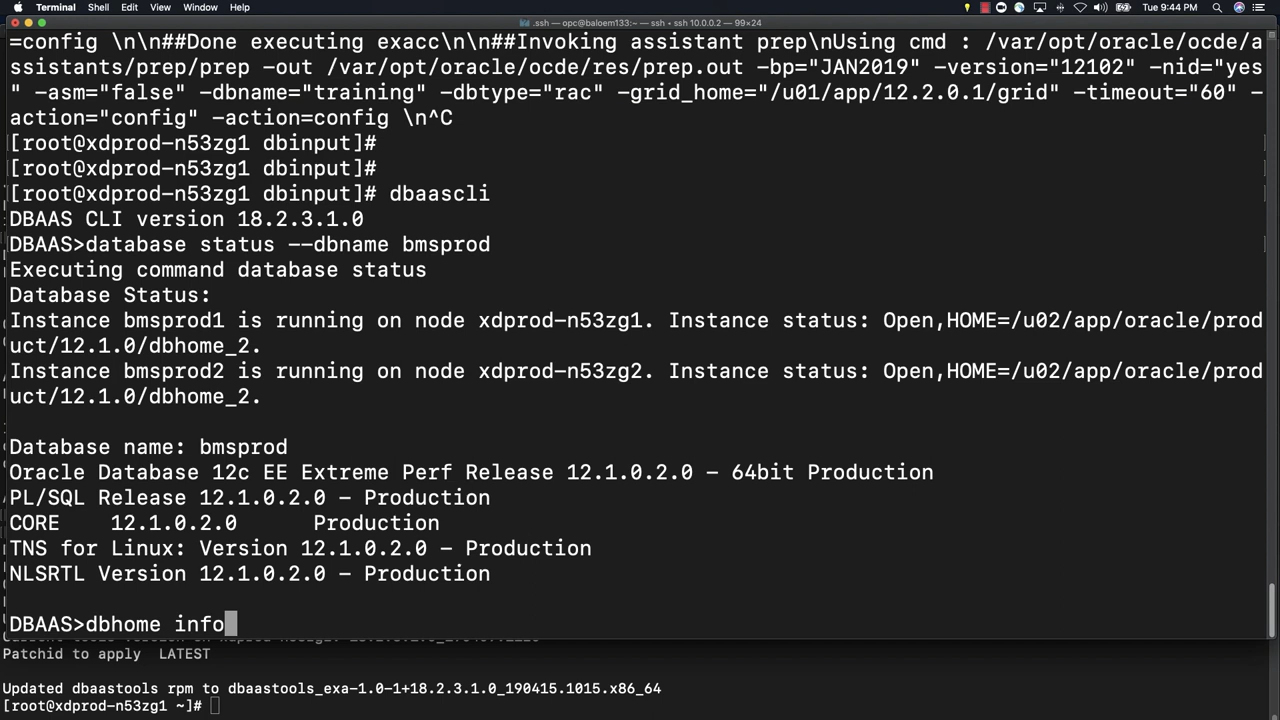 Terminal Shell Edit View Window Help Tue 9:44 PM
.ssh — opc@baloem133:~ — ssh • ssh 10.0.0.2 — 99×24
=config \n\n##Done executing exacc\n\n##Invoking assistant prep\nUsing cmd : /var/opt/oracle/ocde/a
ssistants/prep/prep -out /var/opt/oracle/ocde/res/prep.out -bp="JAN2019" -version="12102" -nid="yes
" -asm="false" -dbname="training" -dbtype="rac" -grid_home="/u01/app/12.2.0.1/grid" -timeout="60" -
action="config" -action=config \n^C
[root@xdprod-n53zg1 dbinput]#
[root@xdprod-n53zg1 dbinput]#
[root@xdprod-n53zg1 dbinput]# dbaascli
DBAAS CLI version 18.2.3.1.0
DBAAS>database status --dbname bmsprod
Executing command database status
Database Status:
Instance bmsprod1 is running on node xdprod-n53zg1. Instance status: Open,HOME=/u02/app/oracle/prod
uct/12.1.0/dbhome_2.
Instance bmsprod2 is running on node xdprod-n53zg2. Instance status: Open,HOME=/u02/app/oracle/prod
uct/12.1.0/dbhome_2.
Database name: bmsprod
Oracle Database 12c EE Extreme Perf Release 12.1.0.2.0 - 64bit Production
PL/SQL Release 12.1.0.2.0 - Production
CORE    12.1.0.2.0      Production
TNS for Linux: Version 12.1.0.2.0 - Production
NLSRTL Version 12.1.0.2.0 - Production
DBAAS>dbhome info
Patchid to apply  LATEST
Updated dbaastools rpm to dbaastools_exa-1.0-1+18.2.3.1.0_190415.1015.x86_64
[root@xdprod-n53zg1 ~]#